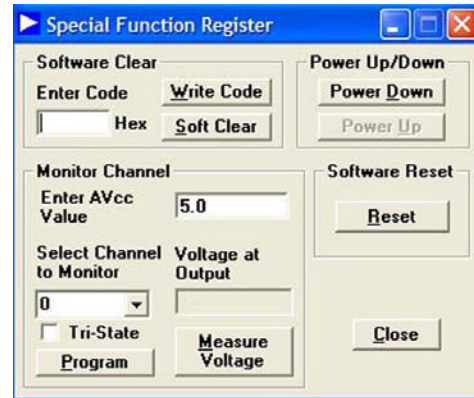 Special Function Register
Software Clear
Enter Code
Write Code
Hex
Soft Clear
Power Up/Down
Power Down
Power Up
Monitor Channel
Enter AVcc
Value
5.0
Select Channel
to Monitor
Voltage at
Output
0
Tri-State
Program
Measure
Voltage
Software Reset
Reset
Close